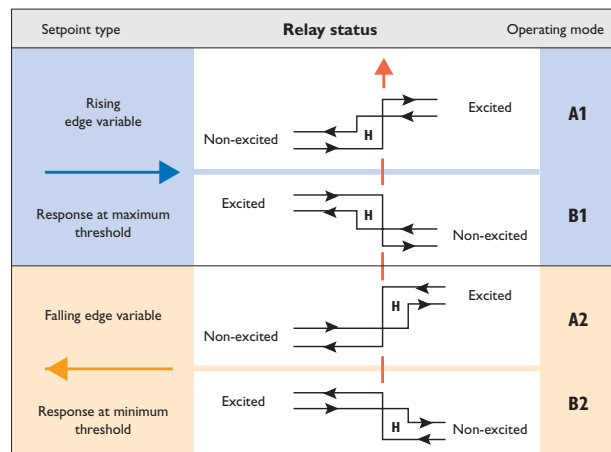 Setpoint type
Relay status
Operating mode
Rising
edge variable
Excited
H
Non-excited
A1
Response at maximum
threshold
Excited
H
Non-excited
B1
Falling edge variable
Excited
H
Non-excited
A2
Response at minimum
threshold
Excited
H
Non-excited
B2